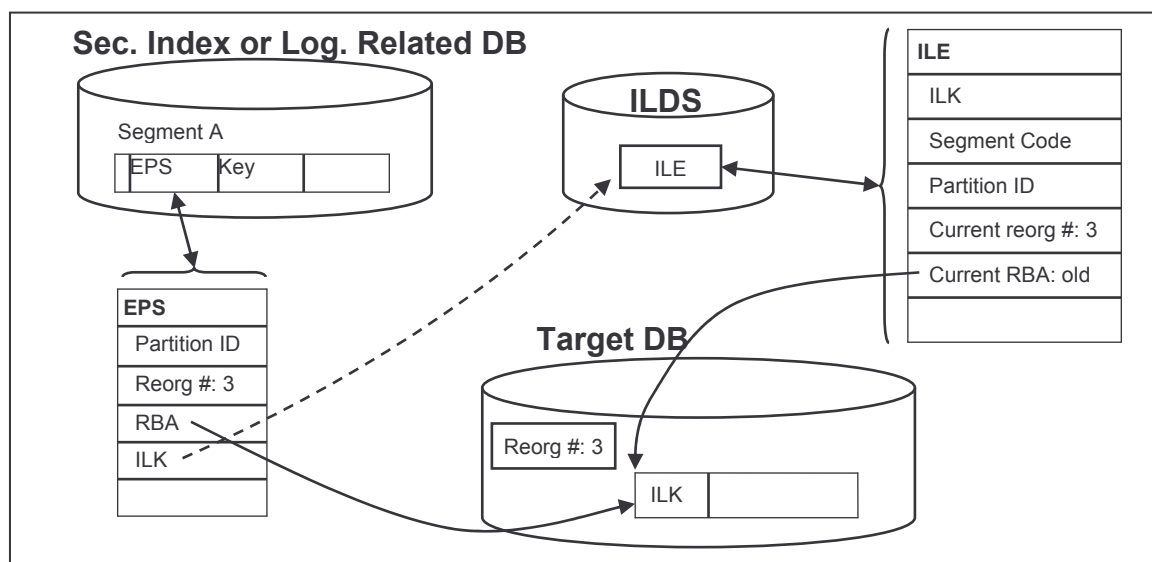 Sec. Index or Log. Related DB
Segment A
EPS Key
EPS
Partition ID
Reorg #: 3
RBA
ILK
ILDS
ILE
ILE
ILK
Segment Code
Partition ID
Current reorg #: 3
Current RBA: old
Target DB
Reorg #: 3
ILK